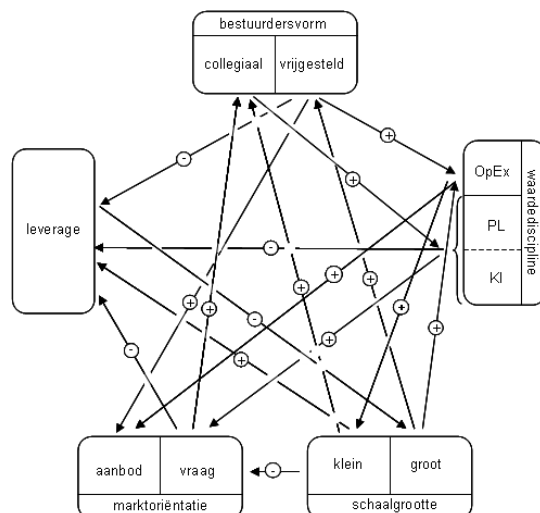 bestuurdersvorm
collegiaal vrijgesteld
- +
OpEx
waardediscipline
+
PL
leverage
-
KI
+ + +
+ + - + +
- +
aanbod vraag - klein groot
marktoriëntatie schaalgrootte